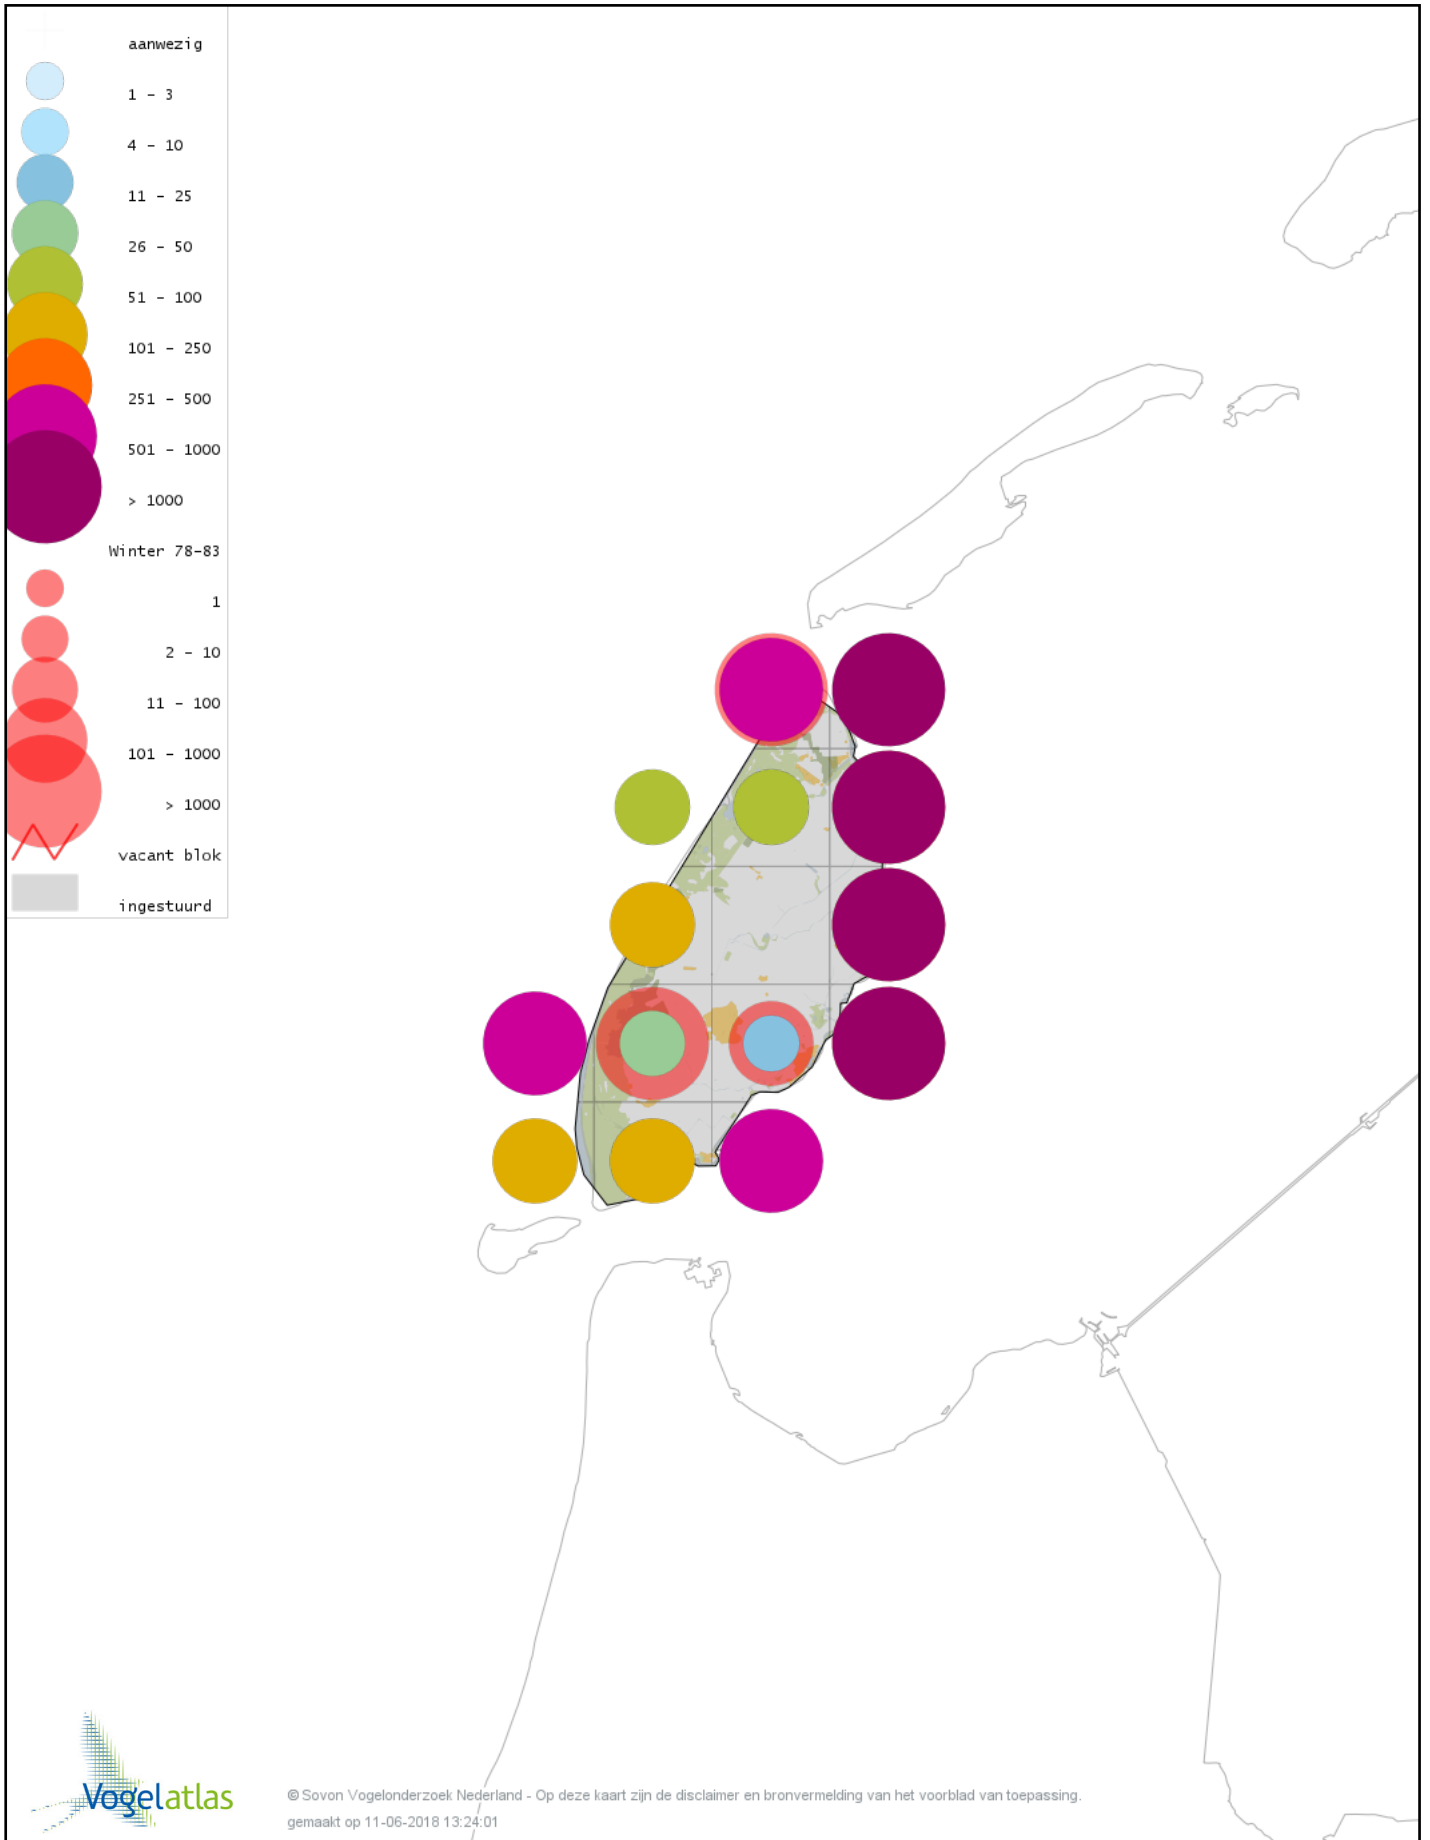 aanwezig
1 - 3
4 - 10
11 - 25
26 - 50
51 - 100
101 - 250
251 - 500
501 - 1000
> 1000
Winter 78-83
1
2 - 10
11 - 100
101 - 1000
> 1000
vacant blok
ingestuurd
Vogelatlas
© Sovon Vogelonderzoek Nederland - Op deze kaart zijn de disclaimer en bronvermelding van het voorblad van toepassing.
gemaakt op 11-06-2018 13:24:01